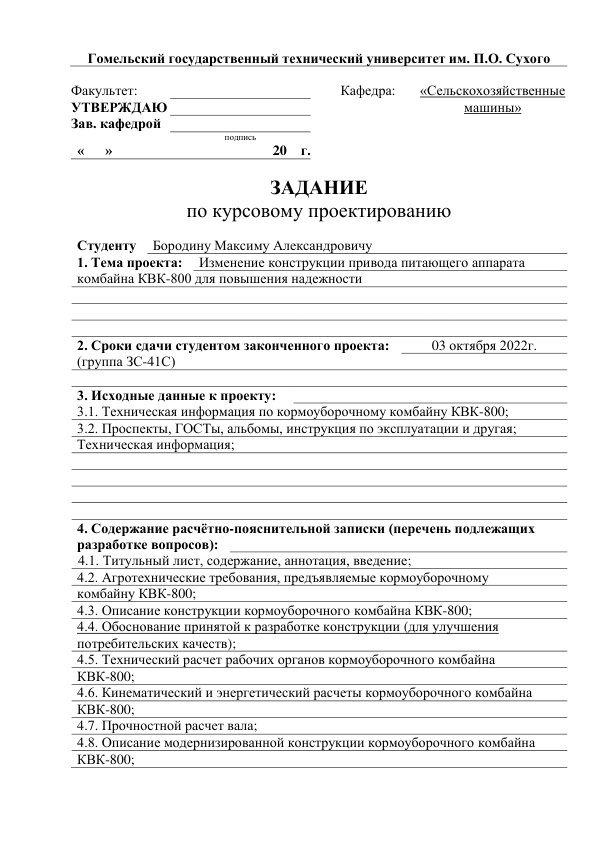 Гомельский государственный технический университет им. П.О. Сухого
Факультет: Кафедра: «Сельскохозяйственные
УТВЕРЖДАЮ машины»
Зав. кафедрой
подпись
« » 20 г.
ЗАДАНИЕ
по курсовому проектированию
Студенту Бородину Максиму Александровичу
1. Тема проекта: Изменение конструкции привода питающего аппарата
комбайна КВК-800 для повышения надежности
2. Сроки сдачи студентом законченного проекта: 03 октября 2022г.
(группа ЗС-41С)
3. Исходные данные к проекту:
3.1. Техническая информация по кормоуборочному комбайну КВК-800;
3.2. Проспекты, ГОСТы, альбомы, инструкция по эксплуатации и другая;
Техническая информация;
4. Содержание расчётно-пояснительной записки (перечень подлежащих
разработке вопросов):
4.1. Титульный лист, содержание, аннотация, введение;
4.2. Агротехнические требования, предъявляемые кормоуборочному
комбайну КВК-800;
4.3. Описание конструкции кормоуборочного комбайна КВК-800;
4.4. Обоснование принятой к разработке конструкции (для улучшения
потребительских качеств);
4.5. Технический расчет рабочих органов кормоуборочного комбайна
КВК-800;
4.6. Кинематический и энергетический расчеты кормоуборочного комбайна
КВК-800;
4.7. Прочностной расчет вала;
4.8. Описание модернизированной конструкции кормоуборочного комбайна
КВК-800;